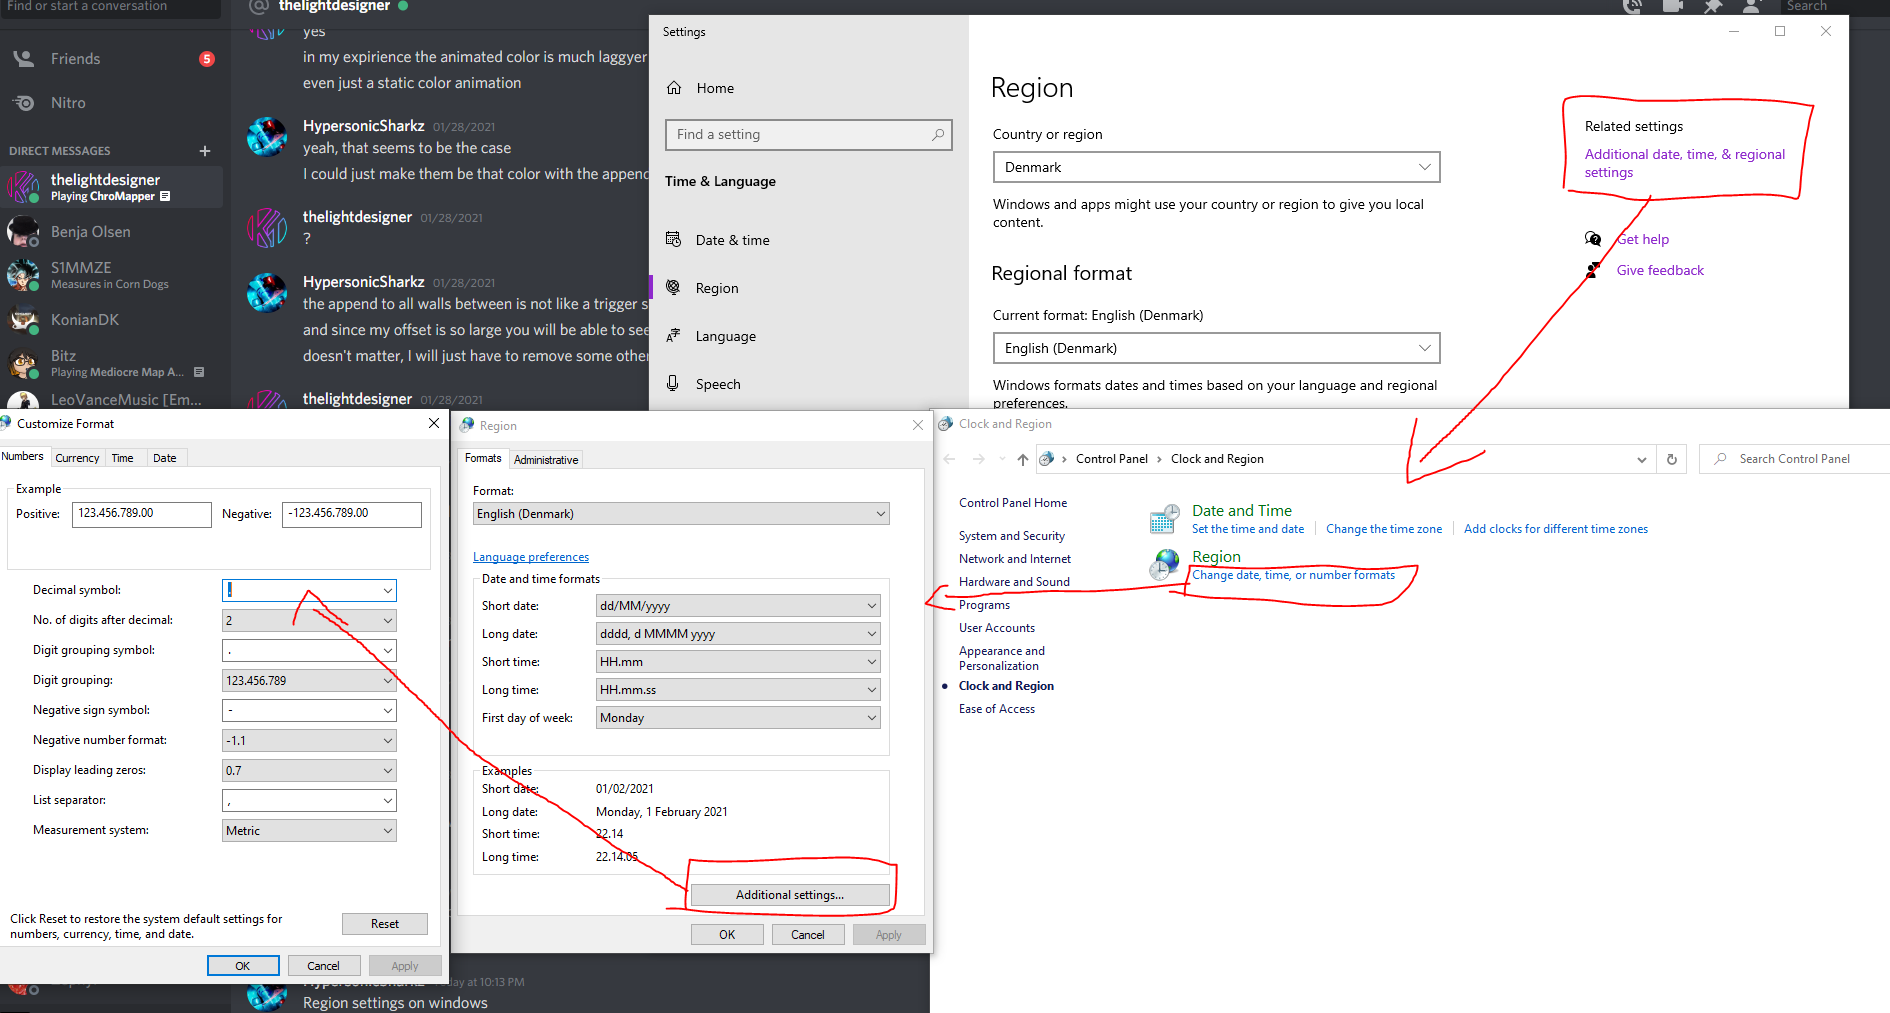 Find or start a conversation
Friends
5
Nitro
DIRECT MESSAGES
+
thelightdesigner
Playing ChroMapper
Benja Olsen
S1MMZE
Measures in Corn Dogs
KonianDK
Bitz
Playing Mediocre Map A...
LeoVanceMusic [Em...
@ thelightdesigner
Search
yes
in my expirience the animated color is much laggyer
even just a static color animation
HypersonicSharkz 01/28/2021
yeah, that seems to be the case
I could just make them be that color with the append
thelightdesigner 01/28/2021
?
HypersonicSharkz 01/28/2021
the append to all walls between is not like a trigger s
and since my offset is so large you will be able to see
doesn't matter, I will just have to remove some other
thelightdesigner 01/28/2021
HypersonicSharkz Today at 10:13 PM
Region settings on windows
Settings
Home
Find a setting
Time & Language
Date & time
Region
Language
Speech
Region
Country or region
Denmark
Windows and apps might use your country or region to give you local
content.
Regional format
Current format: English (Denmark)
English (Denmark)
Windows formats dates and times based on your language and regional
preferences.
Related settings
Additional date, time, & regional
settings
Get help
Give feedback
Customize Format
Numbers Currency Time Date
Example
Positive: 123.456.789.00 Negative: -123.456.789.00
Decimal symbol: .
No. of digits after decimal: 2
Digit grouping symbol: .
Digit grouping: 123.456.789
Negative sign symbol: -
Negative number format: -1.1
Display leading zeros: 0.7
List separator: ,
Measurement system: Metric
Click Reset to restore the system default settings for
numbers, currency, time, and date.
Reset
OK Cancel Apply
Region
Formats Administrative
Format:
English (Denmark)
Language preferences
Date and time formats
Short date: dd/MM/yyyy
Long date: dddd, d MMMM yyyy
Short time: HH.mm
Long time: HH.mm.ss
First day of week: Monday
Examples
Short date: 01/02/2021
Long date: Monday, 1 February 2021
Short time: 22.14
Long time: 22.14.05
Additional settings...
OK Cancel Apply
Clock and Region
Control Panel > Clock and Region
Search Control Panel
Control Panel Home
System and Security
Network and Internet
Hardware and Sound
Programs
User Accounts
Appearance and
Personalization
Clock and Region
Ease of Access
Date and Time
Set the time and date Change the time zone Add clocks for different time zones
Region
Change date, time, or number formats